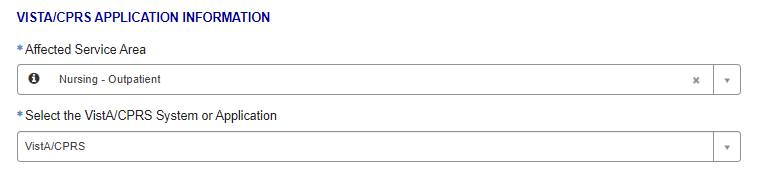 VISTA/CPRS APPLICATION INFORMATION
* Affected Service Area
Nursing - Outpatient
* Select the VistA/CPRS System or Application
VistA/CPRS